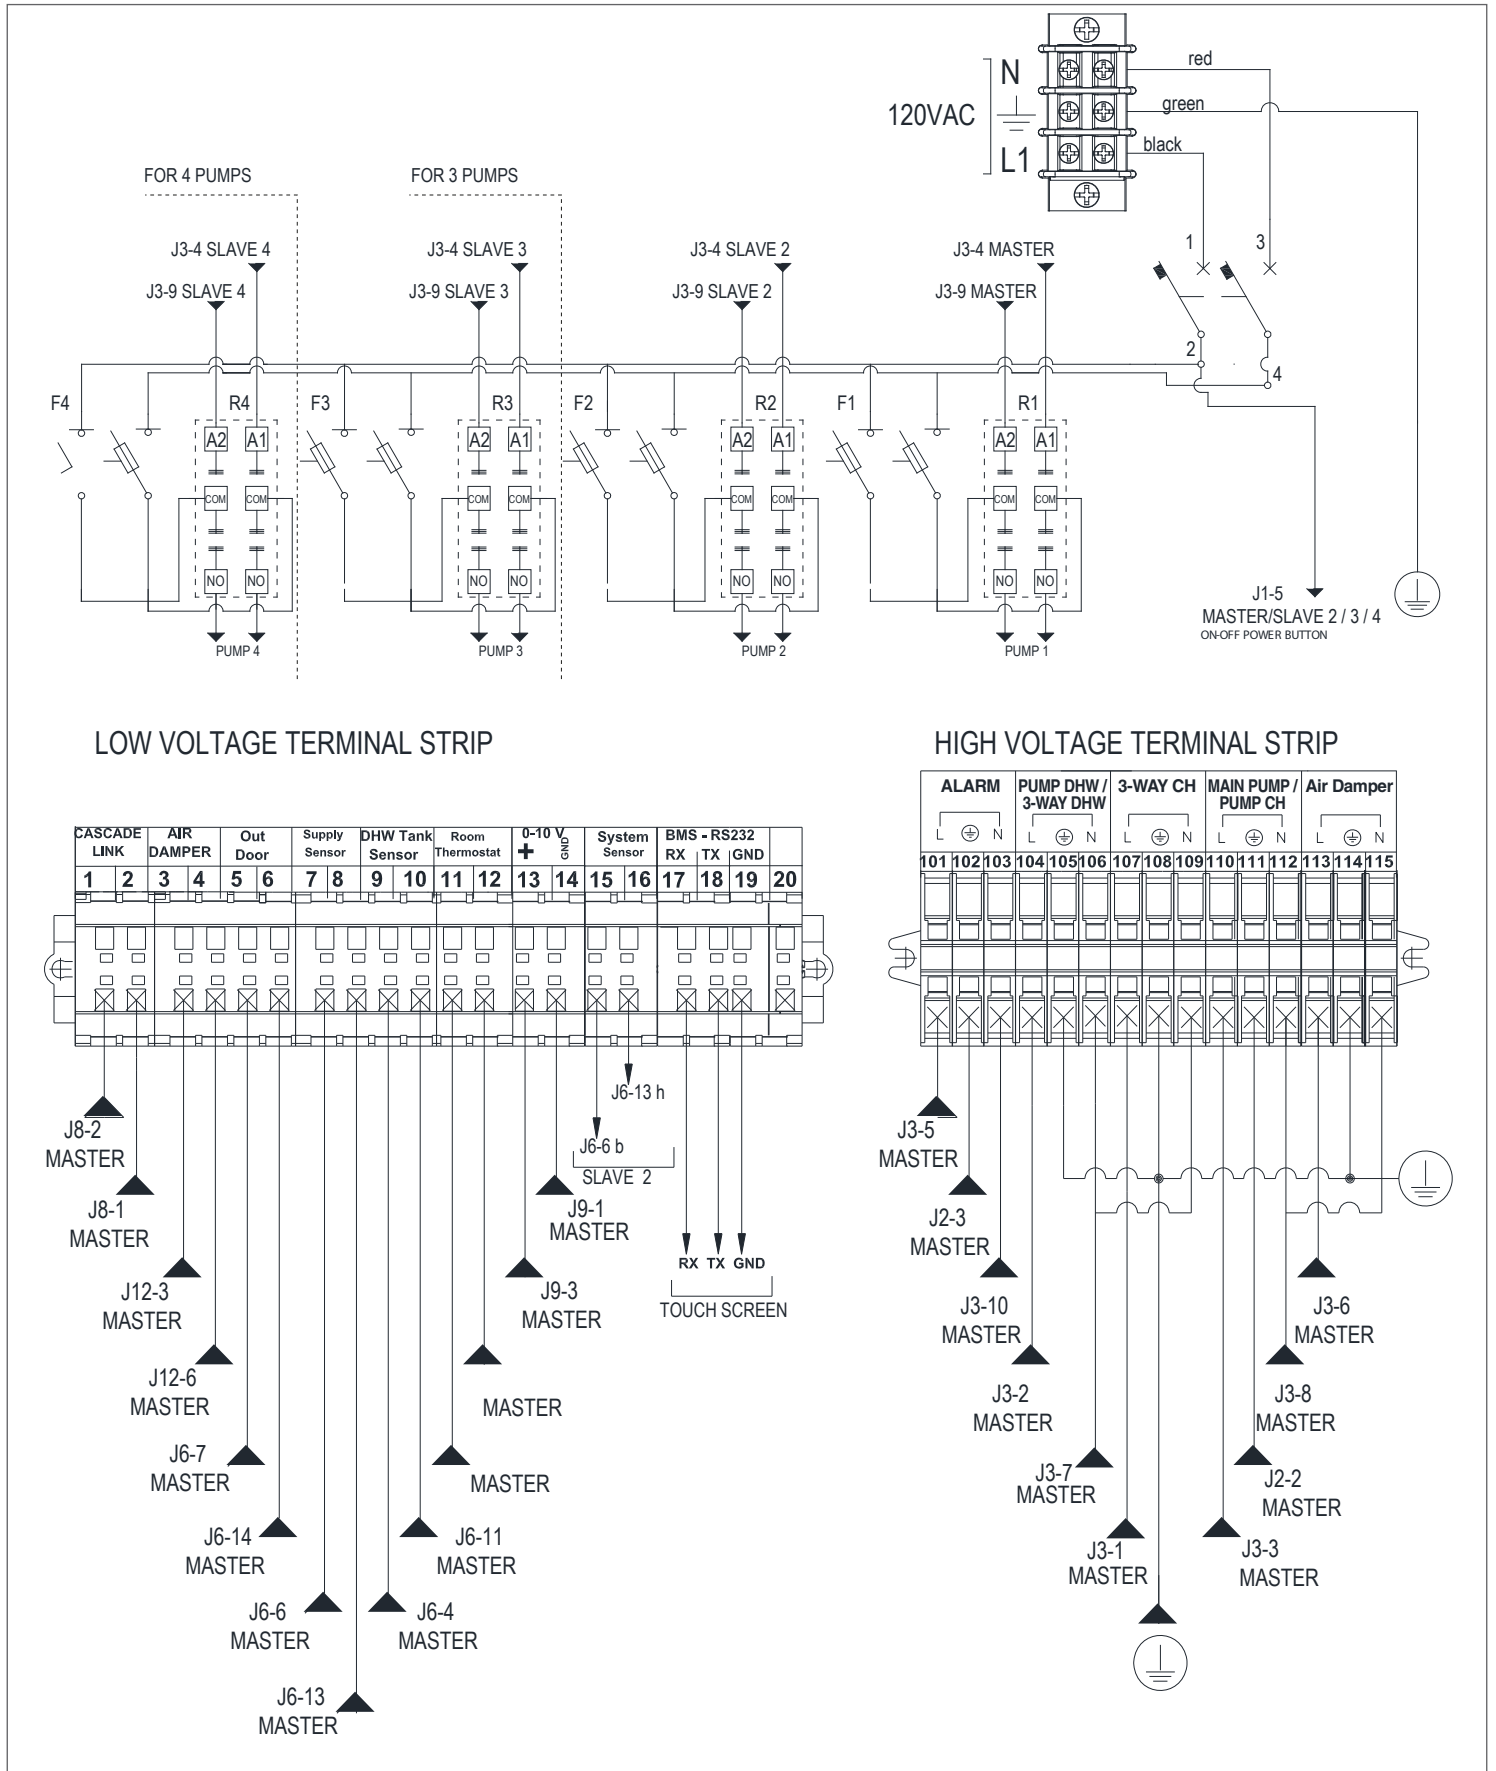 N
red
120VAC
green
L1
black
FOR 4 PUMPS
FOR 3 PUMPS
J3-4 SLAVE 4
J3-4 SLAVE 3
J3-4 SLAVE 2
J3-4 MASTER
1
3
J3-9 SLAVE 4
J3-9 SLAVE 3
J3-9 SLAVE 2
J3-9 MASTER
2
4
F4
R4
F3
R3
F2
R2
F1
R1
A2 A1
A2 A1
A2 A1
A2 A1
COM COM
COM COM
COM COM
COM COM
NO NO
NO NO
NO NO
NO NO
PUMP 4
PUMP 3
PUMP 2
PUMP 1
J1-5
MASTER/SLAVE 2 / 3 / 4
ON-OFF POWER BUTTON
LOW VOLTAGE TERMINAL STRIP
CASCADE LINK
AIR DAMPER
Out Door
Supply Sensor
DHW Tank Sensor
Room Thermostat
0-10 V
+ GND
System Sensor
BMS - RS232
RX TX GND
1 2 3 4 5 6 7 8 9 10 11 12 13 14 15 16 17 18 19 20
J6-13 h
J6-6 b
SLAVE 2
J8-2
MASTER
J8-1
MASTER
J9-1
MASTER
RX TX GND
TOUCH SCREEN
J12-3
MASTER
J9-3
MASTER
J12-6
MASTER
MASTER
J6-7
MASTER
MASTER
J6-14
MASTER
J6-11
MASTER
J6-6
MASTER
J6-4
MASTER
J6-13
MASTER
HIGH VOLTAGE TERMINAL STRIP
ALARM
PUMP DHW /
3-WAY DHW
3-WAY CH
MAIN PUMP /
PUMP CH
Air Damper
L N
L N
L N
L N
L N
101 102 103 104 105 106 107 108 109 110 111 112 113 114 115
J3-5
MASTER
J2-3
MASTER
J3-10
MASTER
J3-6
MASTER
J3-2
MASTER
J3-8
MASTER
J3-7
MASTER
J2-2
MASTER
J3-1
MASTER
J3-3
MASTER